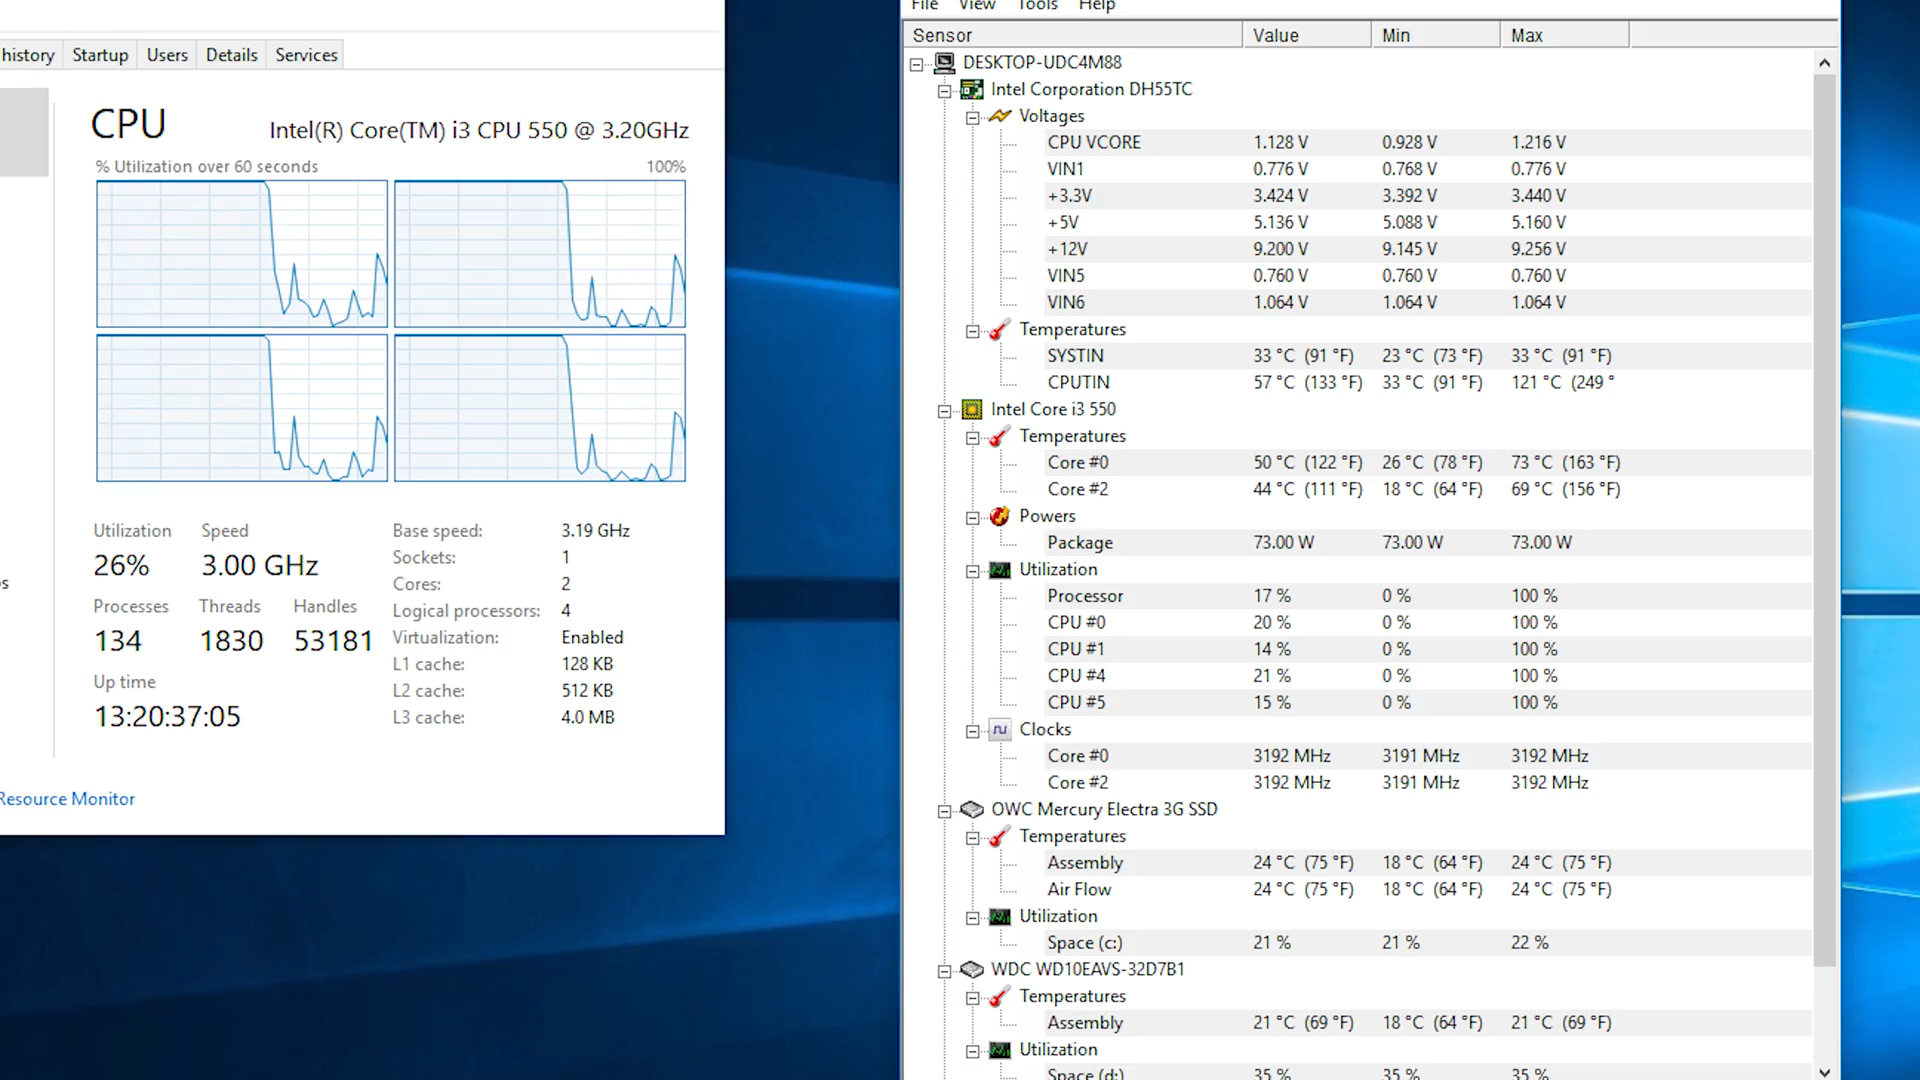 history Startup Users Details Services
CPU Intel(R) Core(TM) i3 CPU 550 @ 3.20GHz
% Utilization over 60 seconds 100%
Utilization Speed
26% 3.00 GHz
Processes Threads Handles
134 1830 53181
Up time
13:20:37:05
Base speed: 3.19 GHz
Sockets: 1
Cores: 2
Logical processors: 4
Virtualization: Enabled
L1 cache: 128 KB
L2 cache: 512 KB
L3 cache: 4.0 MB
Resource Monitor
File View Tools Help
Sensor Value Min Max
DESKTOP-UDC4M88
Intel Corporation DH55TC
Voltages
CPU VCORE 1.128 V 0.928 V 1.216 V
VIN1 0.776 V 0.768 V 0.776 V
+3.3V 3.424 V 3.392 V 3.440 V
+5V 5.136 V 5.088 V 5.160 V
+12V 9.200 V 9.145 V 9.256 V
VIN5 0.760 V 0.760 V 0.760 V
VIN6 1.064 V 1.064 V 1.064 V
Temperatures
SYSTIN 33 °C (91 °F) 23 °C (73 °F) 33 °C (91 °F)
CPUTIN 57 °C (133 °F) 33 °C (91 °F) 121 °C (249 °
Intel Core i3 550
Temperatures
Core #0 50 °C (122 °F) 26 °C (78 °F) 73 °C (163 °F)
Core #2 44 °C (111 °F) 18 °C (64 °F) 69 °C (156 °F)
Powers
Package 73.00 W 73.00 W 73.00 W
Utilization
Processor 17 % 0 % 100 %
CPU #0 20 % 0 % 100 %
CPU #1 14 % 0 % 100 %
CPU #4 21 % 0 % 100 %
CPU #5 15 % 0 % 100 %
Clocks
Core #0 3192 MHz 3191 MHz 3192 MHz
Core #2 3192 MHz 3191 MHz 3192 MHz
OWC Mercury Electra 3G SSD
Temperatures
Assembly 24 °C (75 °F) 18 °C (64 °F) 24 °C (75 °F)
Air Flow 24 °C (75 °F) 18 °C (64 °F) 24 °C (75 °F)
Utilization
Space (c:) 21 % 21 % 22 %
WDC WD10EAVS-32D7B1
Temperatures
Assembly 21 °C (69 °F) 18 °C (64 °F) 21 °C (69 °F)
Utilization
Space (d:) 35 % 35 % 35 %